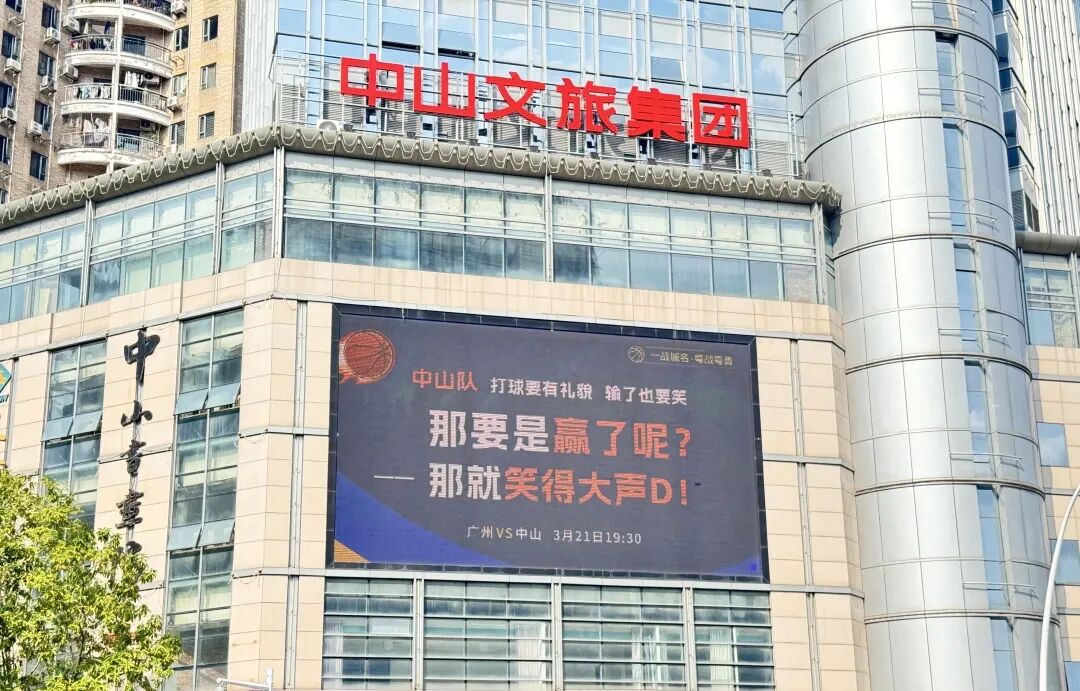 中山文旅集团
中山书画
一战城名·粤战粤勇
中山队 打球要有礼貌 输了也要笑
那要是赢了呢？
—— 那就笑得大声D！
广州VS中山 3月21日19:30